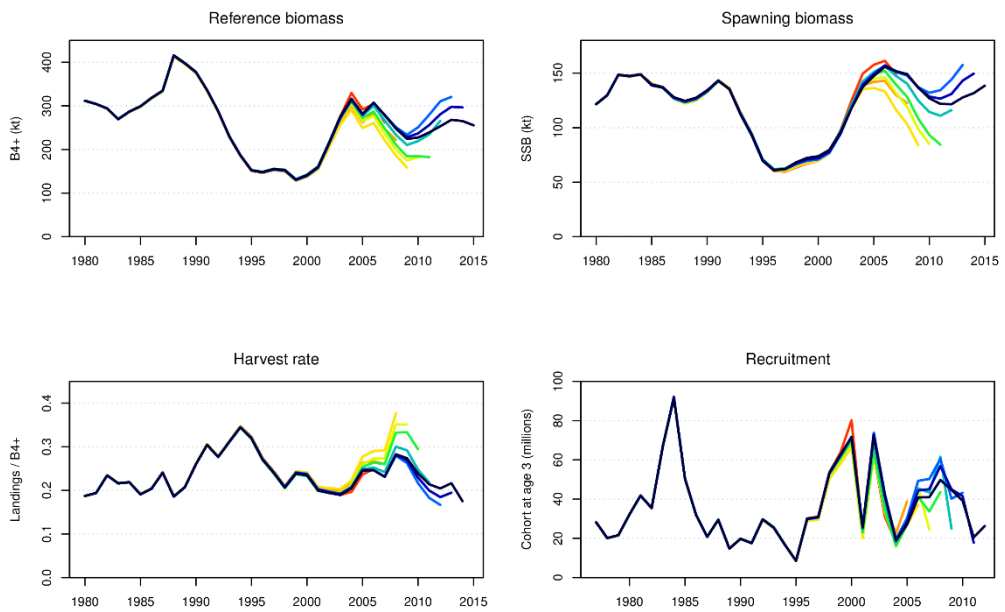 Reference biomass
B4+ (kt)
400
300
200
100
0
1980 1985 1990 1995 2000 2005 2010 2015
Spawning biomass
SSB (kt)
150
100
50
0
1980 1985 1990 1995 2000 2005 2010 2015
Harvest rate
Landings / B4+
0.4
0.3
0.2
0.1
0.0
1980 1985 1990 1995 2000 2005 2010 2015
Recruitment
Cohort at age 3 (millions)
100
80
60
40
20
0
1980 1985 1990 1995 2000 2005 2010